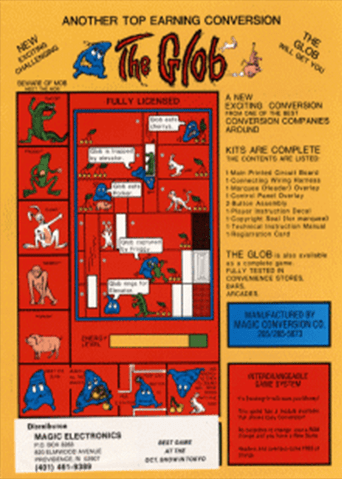 ANOTHER TOP EARNING CONVERSION
NEW
EXCITING
CHALLENGING
The Glob
THE
GLOB
WILL GET YOU
BEWARE OF MOB
MEET THE MOB
FULLY LICENSED
Glob eats
cherrys.
Glob is trapped
by elevator.
Glob eats
Glob captured
by Froggy
Glob rings for
Elevator.
ENERGY
LEVEL
A NEW
EXCITING CONVERSION
FROM ONE OF THE BEST
CONVERSION COMPANIES
AROUND
KITS ARE COMPLETE
THE CONTENTS ARE LISTED:
1-Main Printed Circuit Board
1-Connecting Wiring Harness
1-Marquee (Header) Overlay
1-Control Panel Overlay
2-Button Assembly
1-Player Instruction Decal
1-Copyright Seal (for marquee)
1-Technical Instruction Manual
1-Registration Card
THE GLOB is also available
as a complete game.
FULLY TESTED IN
CONVENIENCE STORES,
BARS,
ARCADES.
MANUFACTURED BY
MAGIC CONVERSION CO.
INTERCHANGEABLE
GAME SYSTEM
Distributor
MAGIC ELECTRONICS
P.O. BOX
ELMWOOD AVENUE
PROVIDENCE, RI 02907
(401) 461-9389
BEST GAME
AT THE
OCT. SHOW IN TOKYO